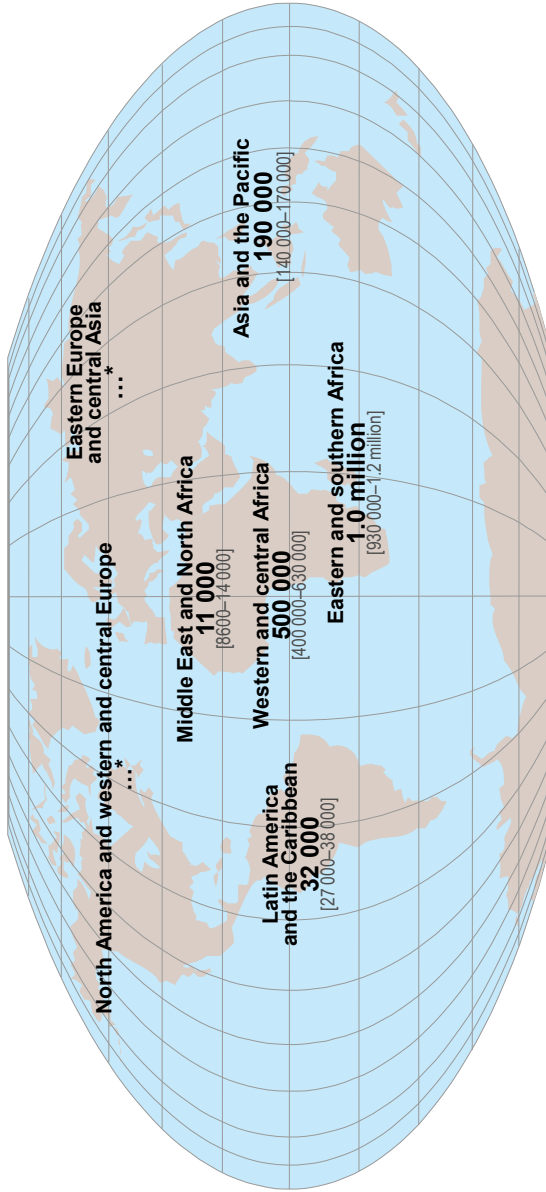 North America and western and central Europe
…*
Eastern Europe
and central Asia
…*
Middle East and North Africa
11 000
[8600–14 000]
Western and central Africa
500 000
[400 000–630 000]
Asia and the Pacific
190 000
[140 000–170 000]
Latin America
and the Caribbean
32 000
[27 000–38 000]
Eastern and southern Africa
1.0 million
[930 000–1.2 million]